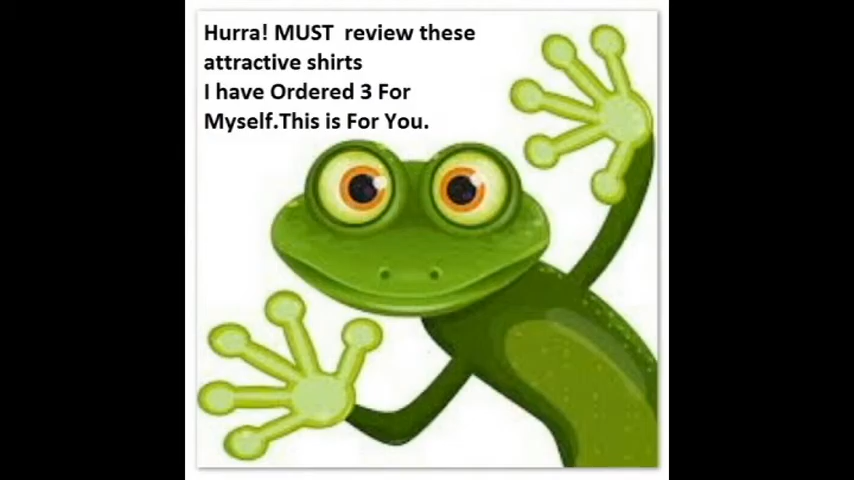 Hurra! MUST  review these
attractive shirts
I have Ordered 3 For
Myself.This is For You.